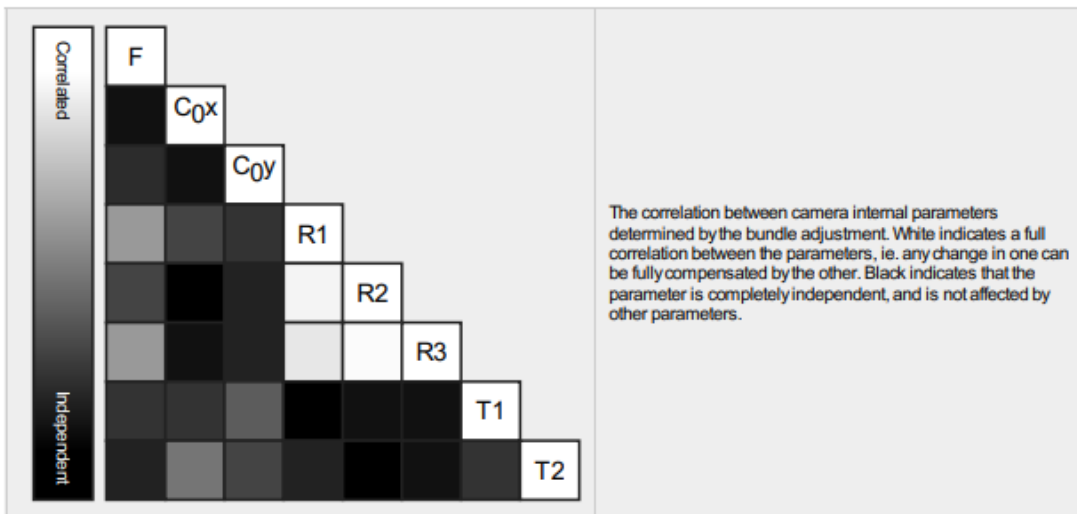 Correlated
Independent
F
C0x
C0y
R1
R2
R3
T1
T2
The correlation between camera internal parameters
determined by the bundle adjustment. White indicates a full
correlation between the parameters, ie. any change in one can
be fully compensated by the other. Black indicates that the
parameter is completely independent, and is not affected by
other parameters.